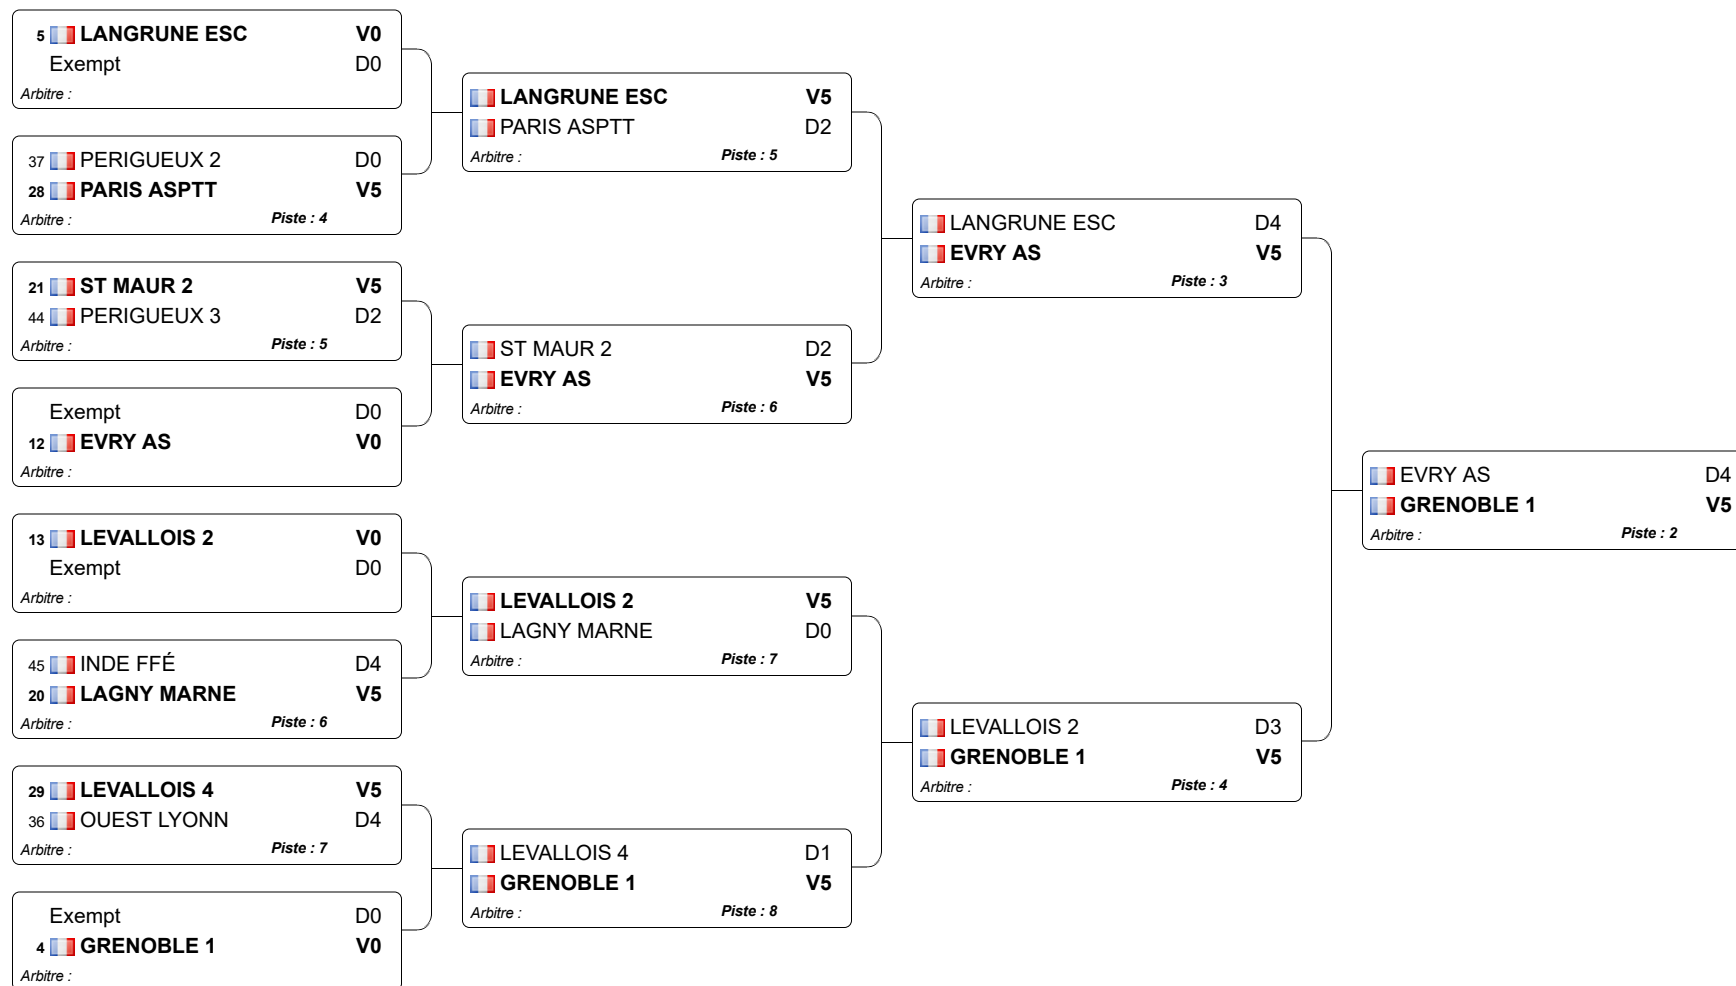 5 LANGRUNE ESC V0
Exempt D0
Arbitre :
37 PERIGUEUX 2 D0
28 PARIS ASPTT V5
Arbitre : Piste : 4
21 ST MAUR 2 V5
44 PERIGUEUX 3 D2
Arbitre : Piste : 5
Exempt D0
12 EVRY AS V0
Arbitre :
13 LEVALLOIS 2 V0
Exempt D0
Arbitre :
45 INDE FFÉ D4
20 LAGNY MARNE V5
Arbitre : Piste : 6
29 LEVALLOIS 4 V5
36 OUEST LYONN D4
Arbitre : Piste : 7
Exempt D0
4 GRENOBLE 1 V0
Arbitre :
LANGRUNE ESC V5
PARIS ASPTT D2
Arbitre : Piste : 5
ST MAUR 2 D2
EVRY AS V5
Arbitre : Piste : 6
LEVALLOIS 2 V5
LAGNY MARNE D0
Arbitre : Piste : 7
LEVALLOIS 4 D1
GRENOBLE 1 V5
Arbitre : Piste : 8
LANGRUNE ESC D4
EVRY AS V5
Arbitre : Piste : 3
LEVALLOIS 2 D3
GRENOBLE 1 V5
Arbitre : Piste : 4
EVRY AS D4
GRENOBLE 1 V5
Arbitre : Piste : 2